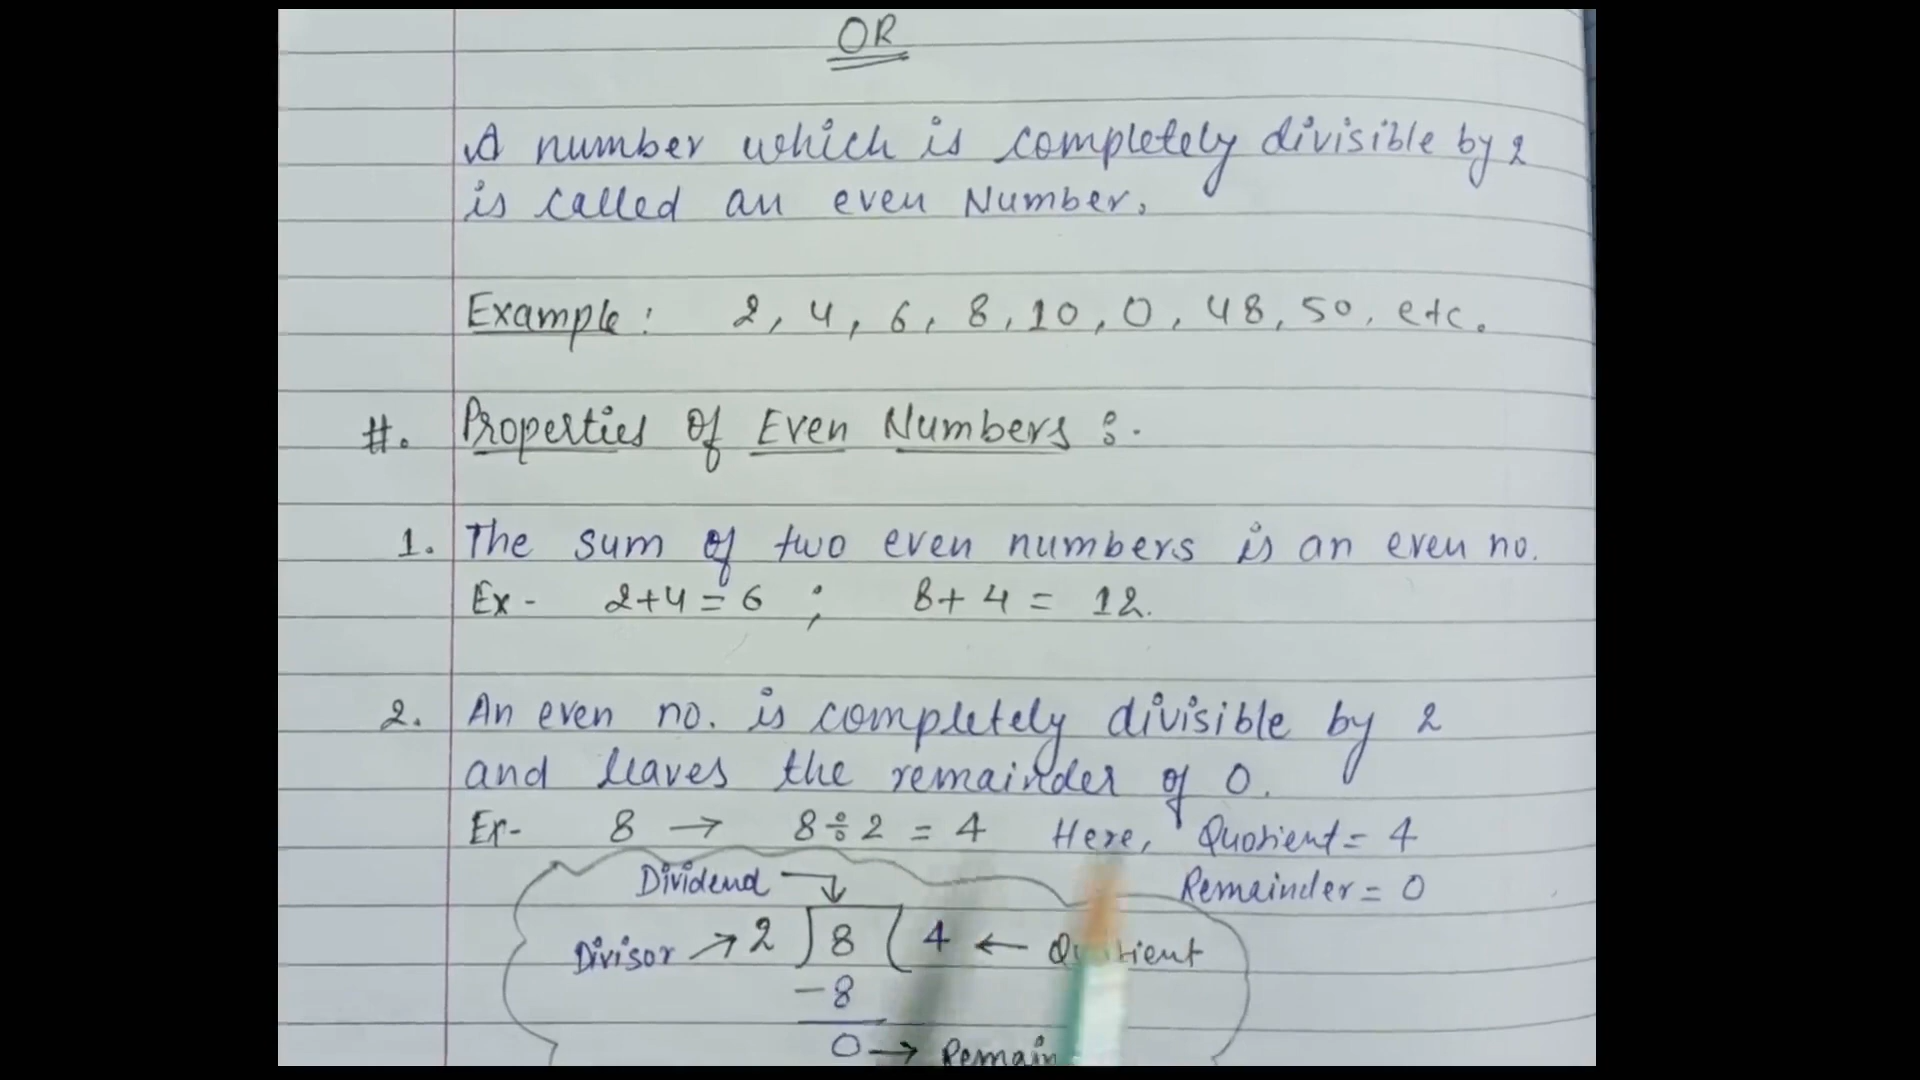 OR
A number which is completely divisible by 2
is called an even Number.
Example: 2, 4, 6, 8, 10, 0, 48, 50, etc.
#. Properties of Even Numbers :.
1. The sum of two even numbers is an even no.
Ex - 2+4=6 ; 8+4 = 12.
2. An even no. is completely divisible by 2
and leaves the remainder of 0.
Ex- 8 → 8÷2 = 4 Here, Quotient = 4
Dividend Remainder = 0
Divisor → 2 ) 8 ( 4 ← Quotient
-8
0 →